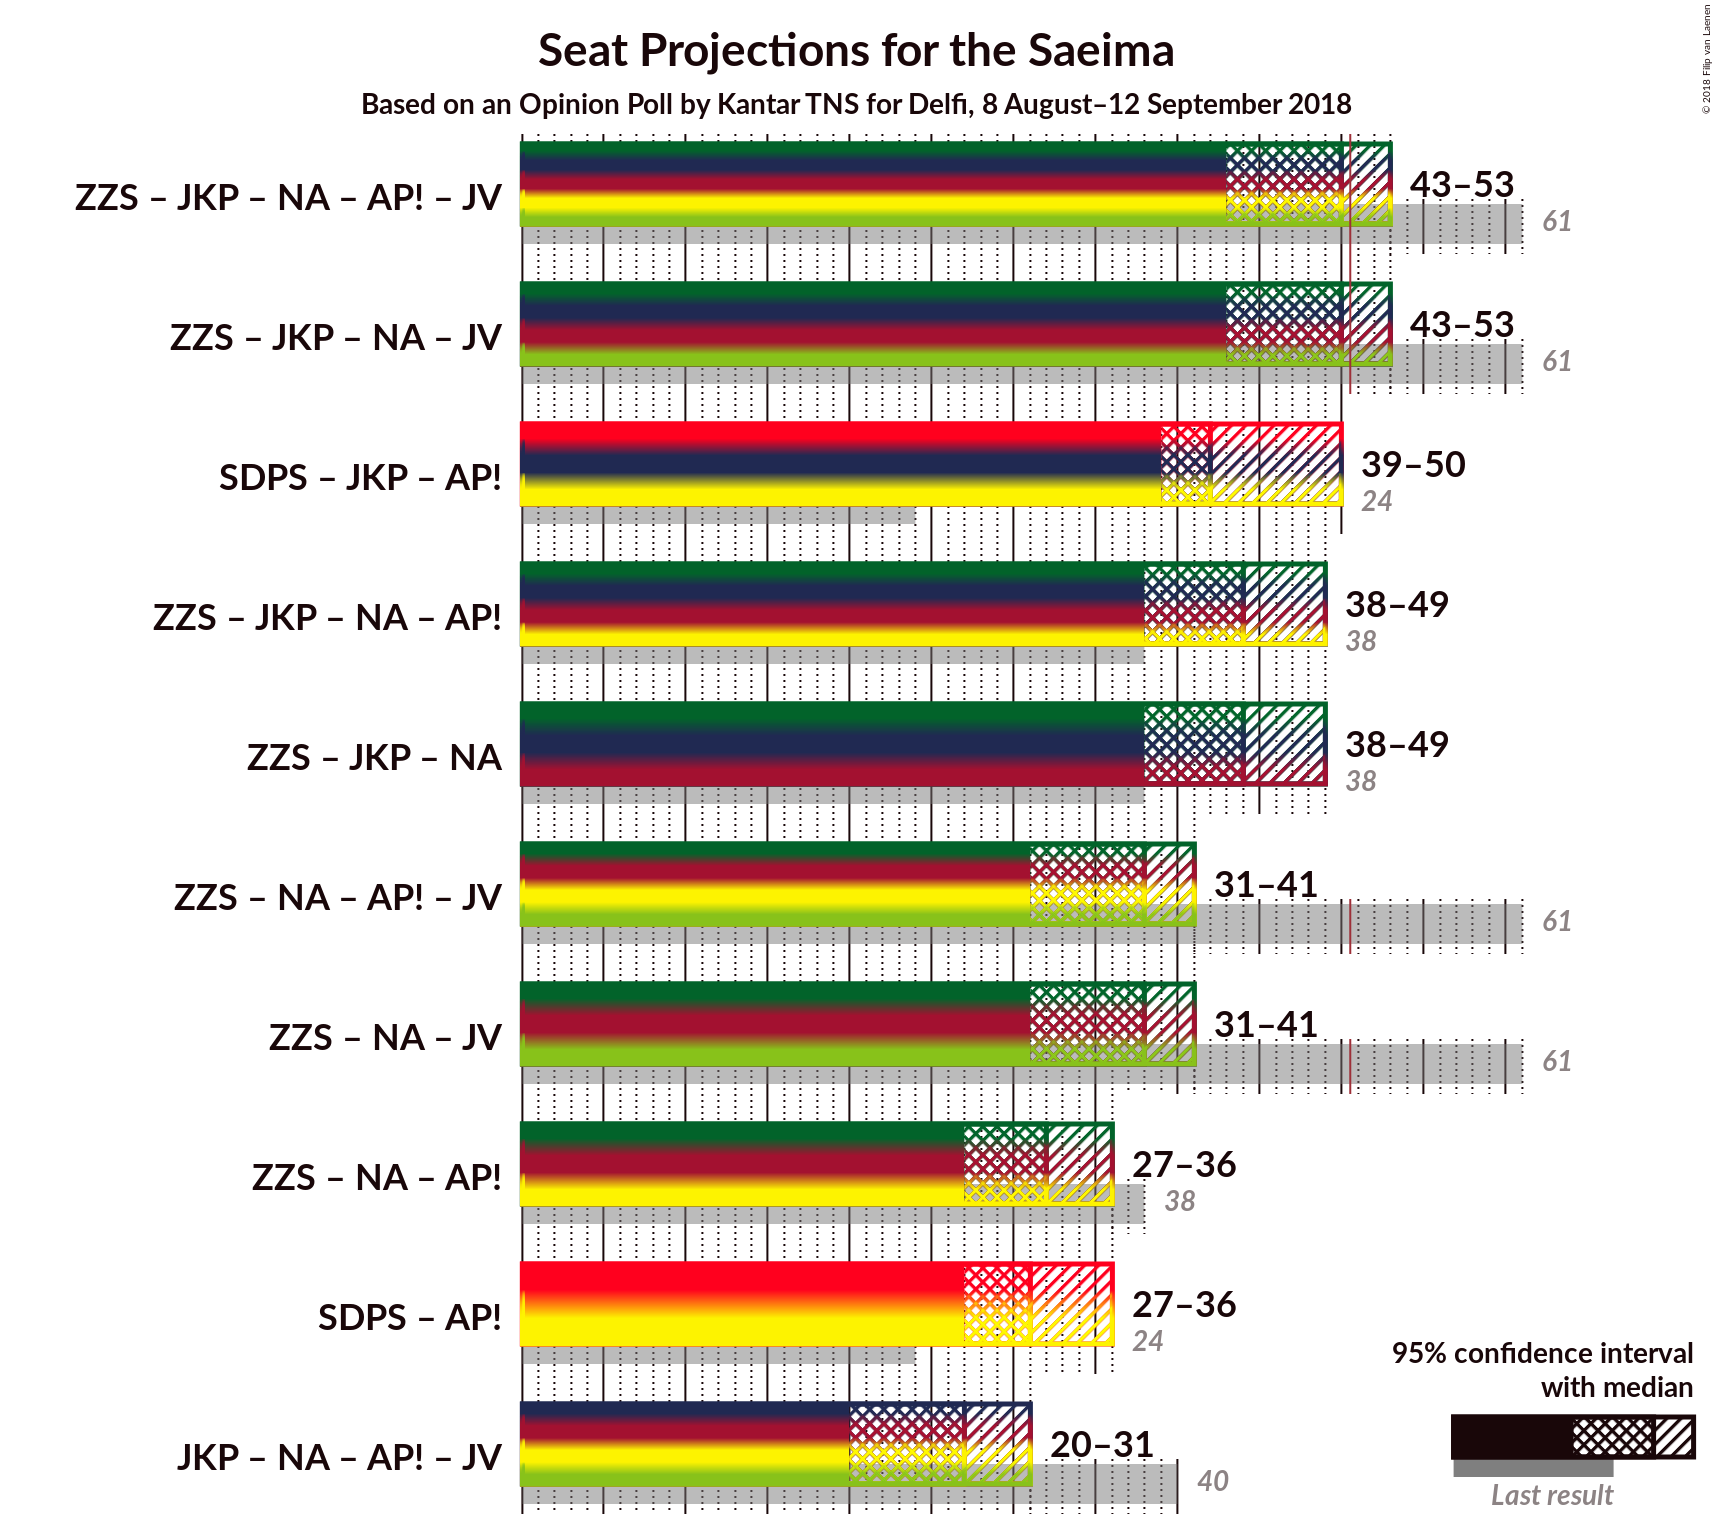 Seat Projections for the Saeima
Based on an Opinion Poll by Kantar TNS for Delfi, 8 August–12 September 2018
© 2018 Filip van Laenen
ZZS – JKP – NA – AP! – JV
43–53
61
ZZS – JKP – NA – JV
43–53
61
SDPS – JKP – AP!
39–50
24
ZZS – JKP – NA – AP!
38–49
38
ZZS – JKP – NA
38–49
38
ZZS – NA – AP! – JV
31–41
61
ZZS – NA – JV
31–41
61
ZZS – NA – AP!
27–36
38
SDPS – AP!
27–36
24
JKP – NA – AP! – JV
20–31
40
95% confidence interval
with median
Last result